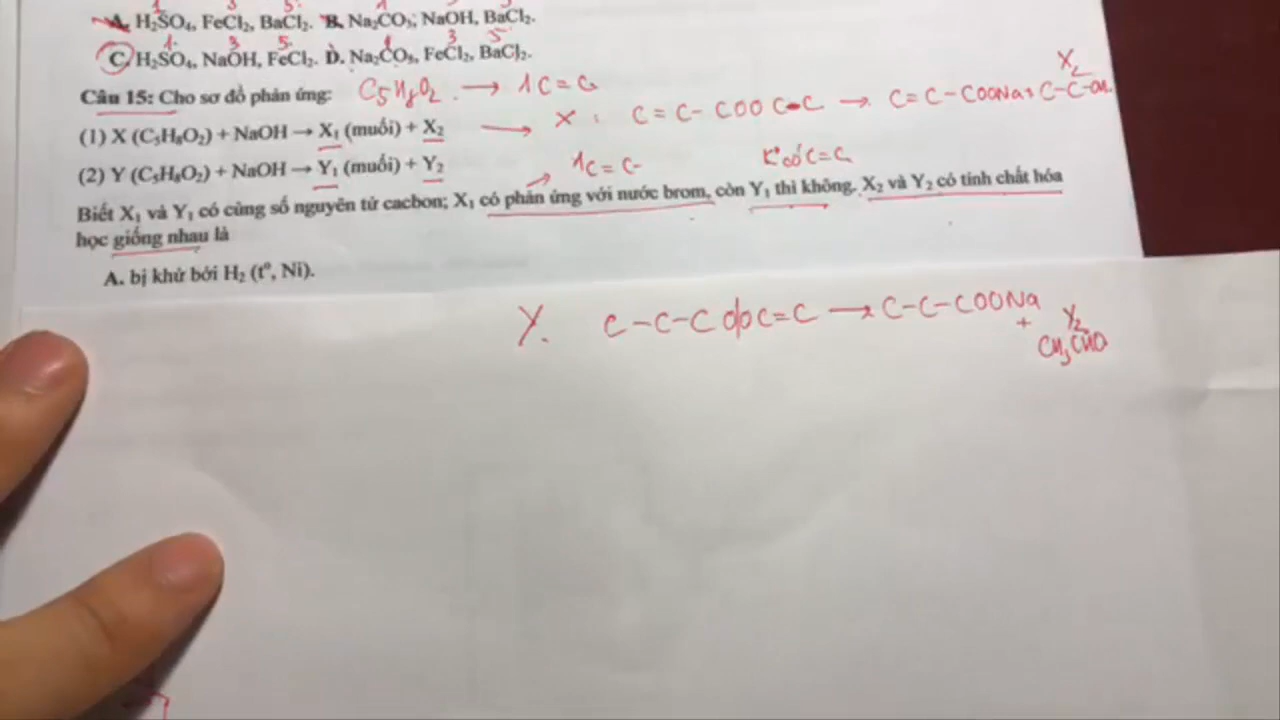 A. H₂SO₄, FeCl₂, BaCl₂. B. Na₂CO₃, NaOH, BaCl₂.
C. H₂SO₄, NaOH, FeCl₂. D. Na₂CO₃, FeCl₂, BaCl₂.
Câu 15: Cho sơ đồ phản ứng: C₅H₈O₂ → 1C=C
(1) X (C₅H₈O₂) + NaOH → X₁ (muối) + X₂ → X: C=C-COOC-C → C=C-COONa + C-C-OH X₂
(2) Y (C₅H₈O₂) + NaOH → Y₁ (muối) + Y₂ 1C=C K° có C=C
Biết X₁ và Y₁ có cùng số nguyên tử cacbon; X₁ có phản ứng với nước brom, còn Y₁ thì không. X₂ và Y₂ có tính chất hóa
học giống nhau là
A. bị khử bởi H₂ (t°, Ni).
Y. C-C-C C=C → C-C-COONa
+ Y₂
CH₃CHO